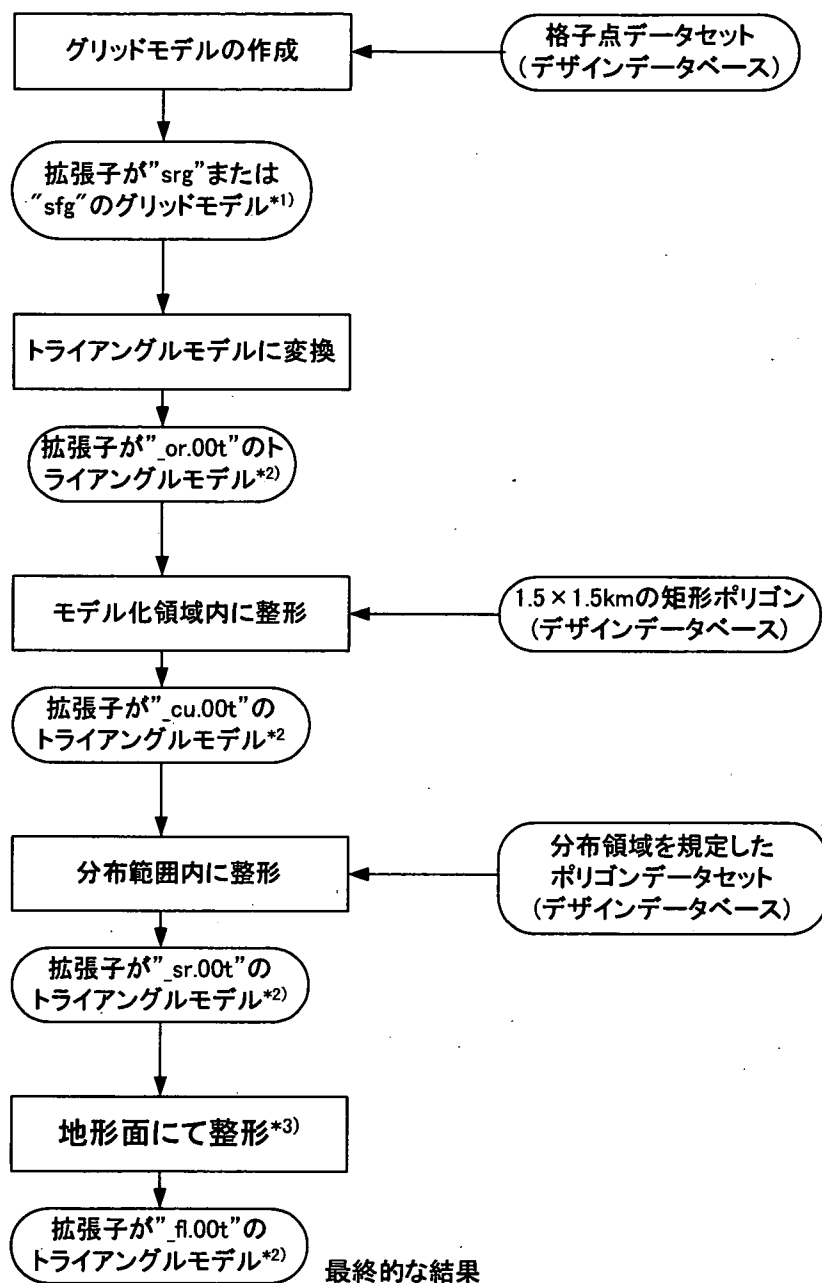 グリッドモデルの作成
格子点データセット
(デザインデータベース)
拡張子が”srg”または
”sfg”のグリッドモデル*1)
トライアングルモデルに変換
拡張子が”_or.00t”のト
ライアングルモデル*2)
モデル化領域内に整形
1.5×1.5kmの矩形ポリゴン
(デザインデータベース)
拡張子が”_cu.00t”の
トライアングルモデル*2
分布範囲内に整形
分布領域を規定した
ポリゴンデータセット
(デザインデータベース)
拡張子が”_sr.00t”の
トライアングルモデル*2)
地形面にて整形*3)
拡張子が”_fl.00t”の
トライアングルモデル*2)
最終的な結果